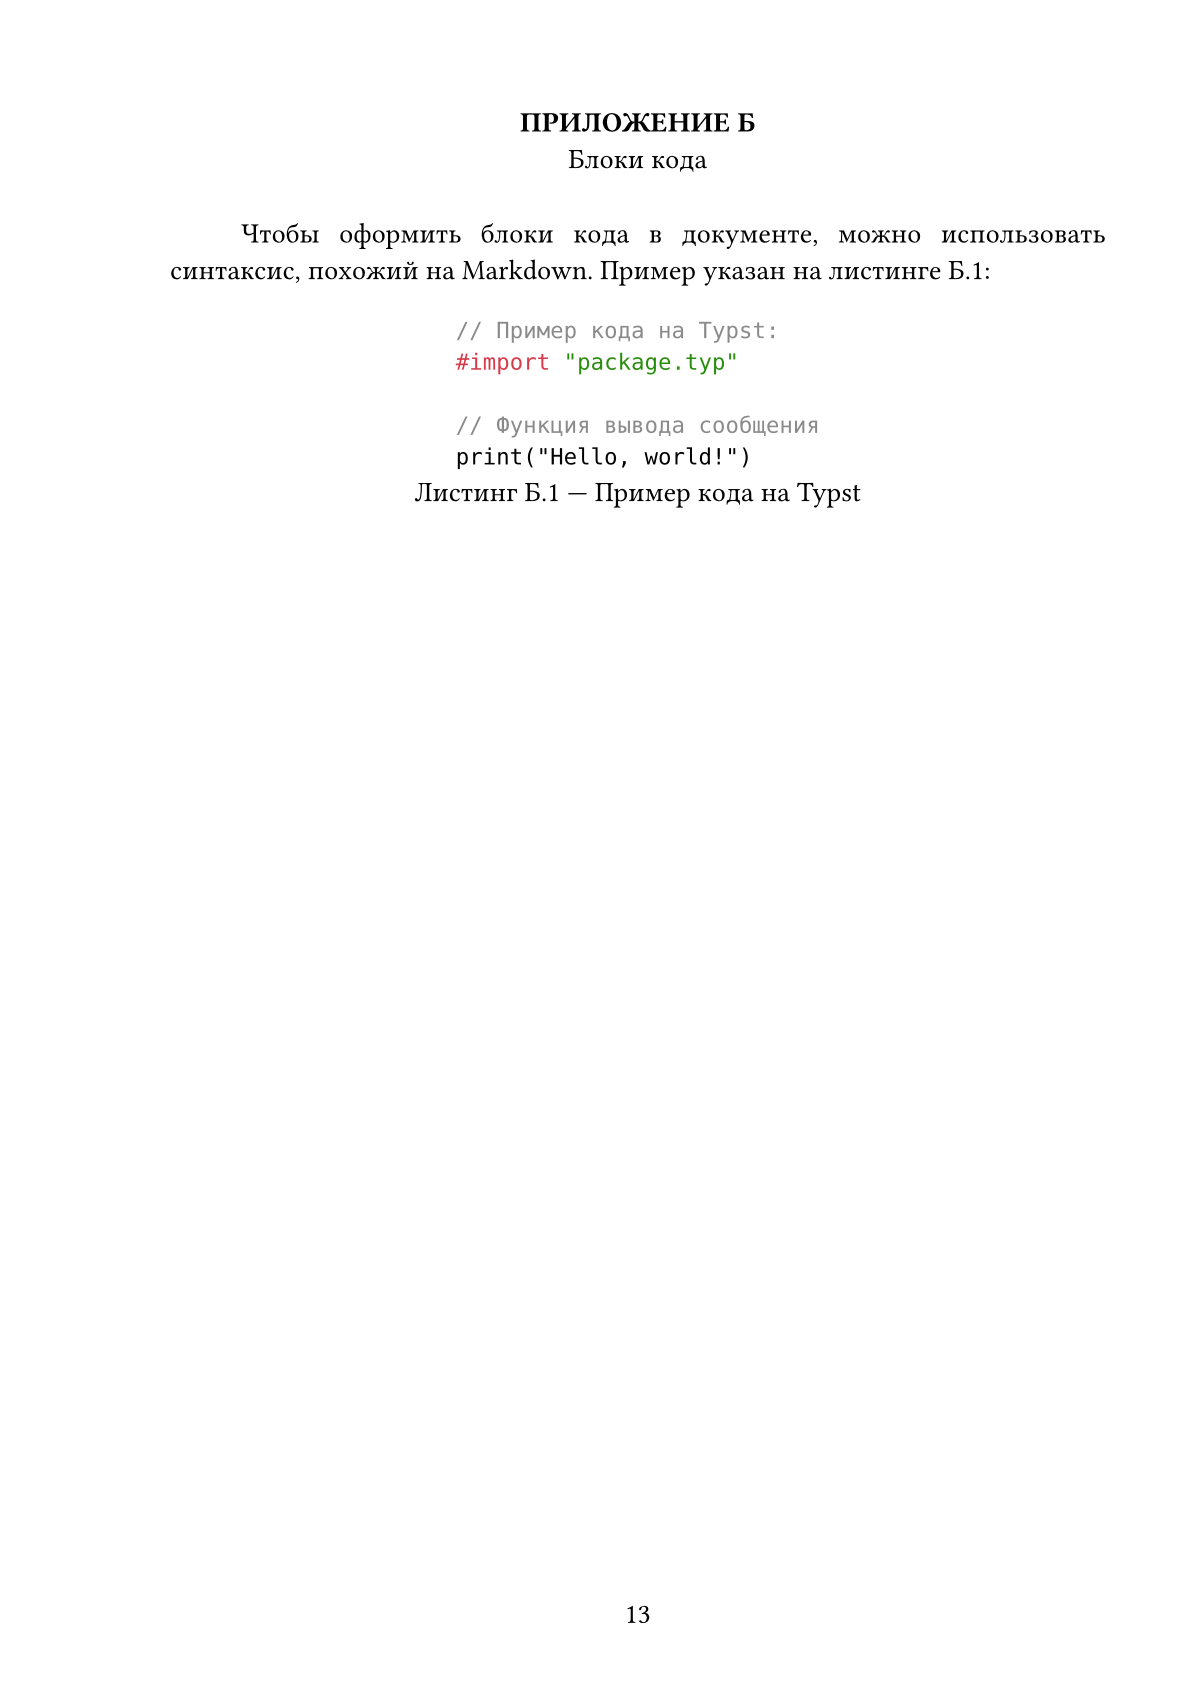 ПРИЛОЖЕНИЕ Б
Блоки кода
Чтобы оформить блоки кода в документе, можно использовать
синтаксис, похожий на Markdown. Пример указан на листинге Б.1:
// Пример кода на Typst:
#import "package.typ"
// Функция вывода сообщения
print("Hello, world!")
Листинг Б.1 — Пример кода на Typst
13